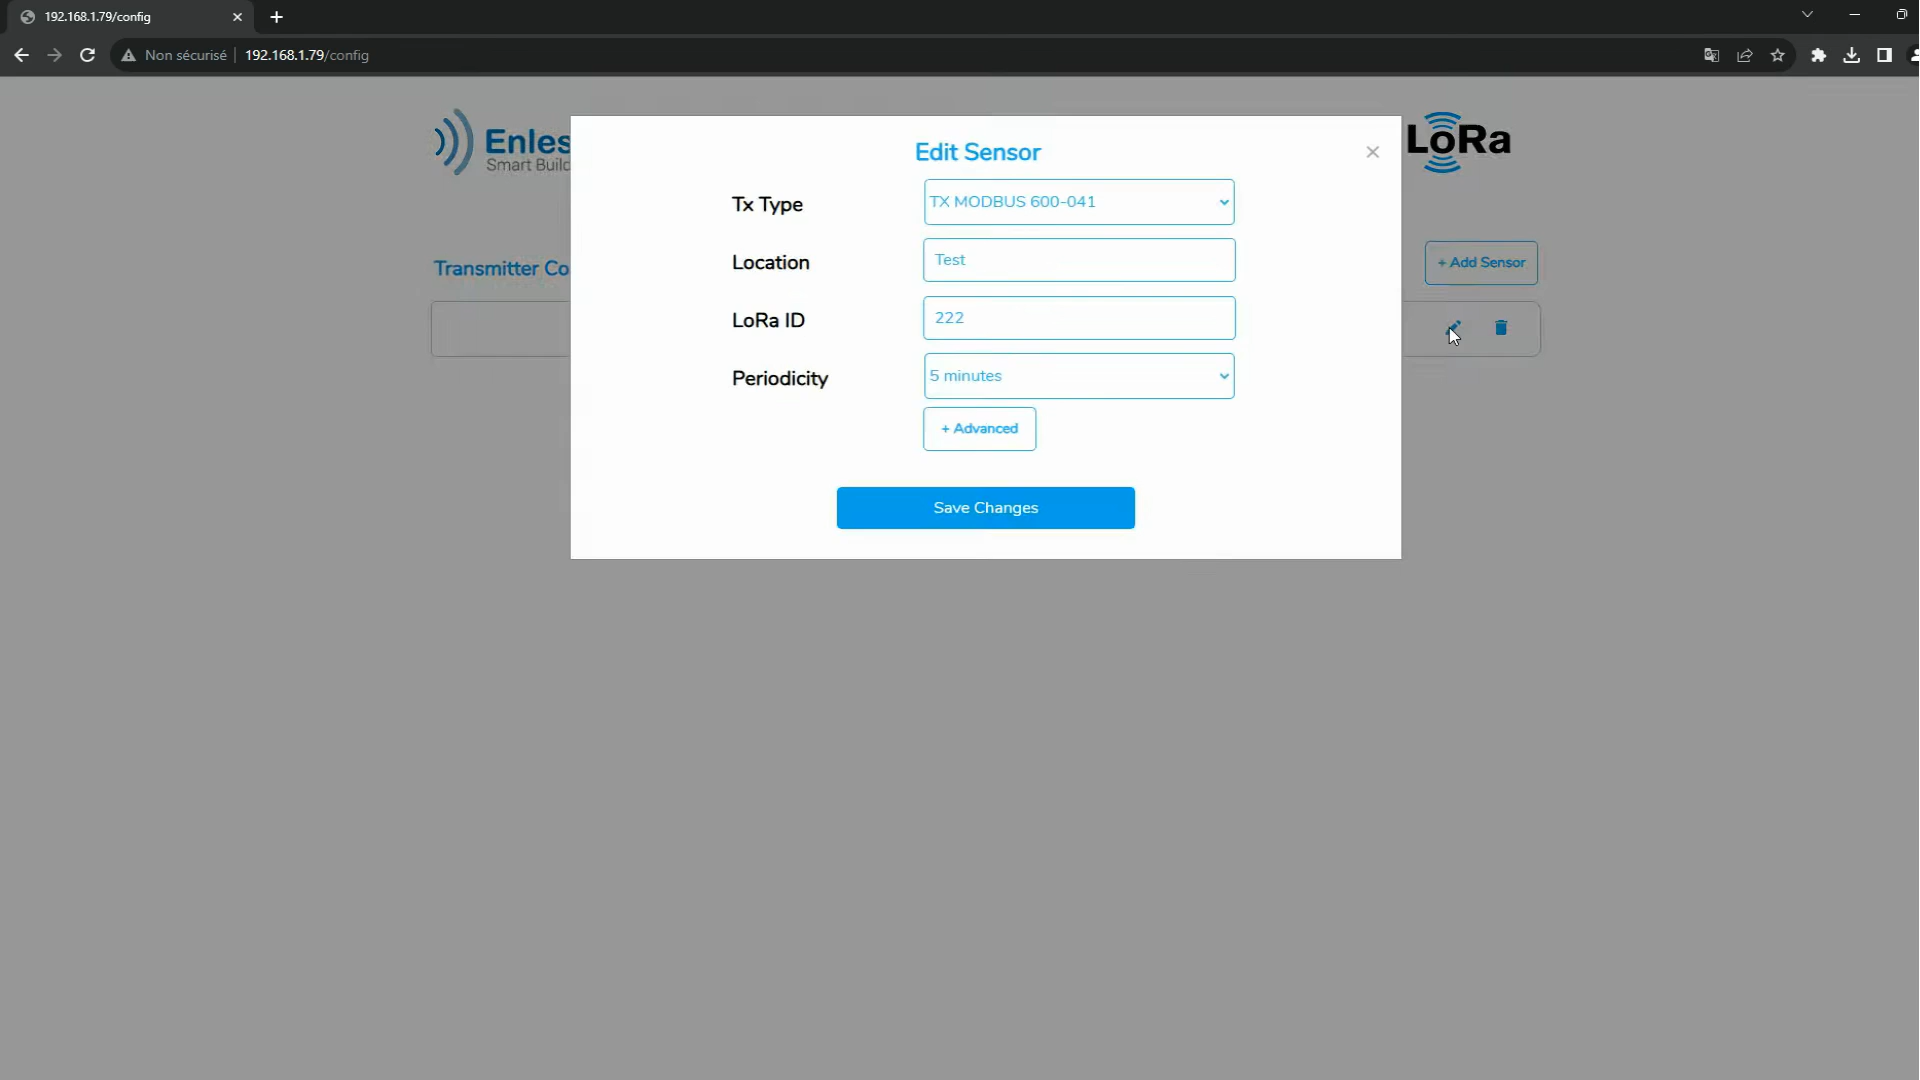 192.168.1.79/config
Non sécurisé | 192.168.1.79/config
Enles
Smart Build
LoRa
Edit Sensor
Tx Type
TX MODBUS 600-041
Location
Test
LoRa ID
222
Periodicity
5 minutes
+ Advanced
Save Changes
Transmitter Co
+ Add Sensor